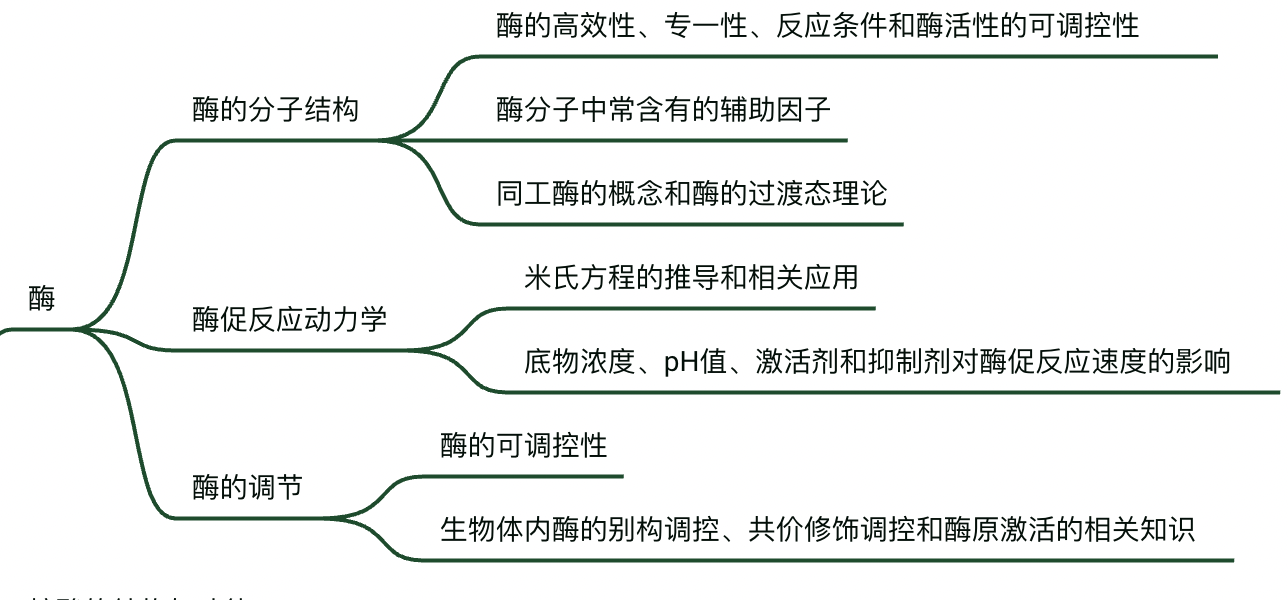 酶的高效性、专一性、反应条件和酶活性的可调控性
酶的分子结构
酶分子中常含有的辅助因子
同工酶的概念和酶的过渡态理论
米氏方程的推导和相关应用
酶
酶促反应动力学
底物浓度、pH值、激活剂和抑制剂对酶促反应速度的影响
酶的可调控性
酶的调节
生物体内酶的别构调控、共价修饰调控和酶原激活的相关知识